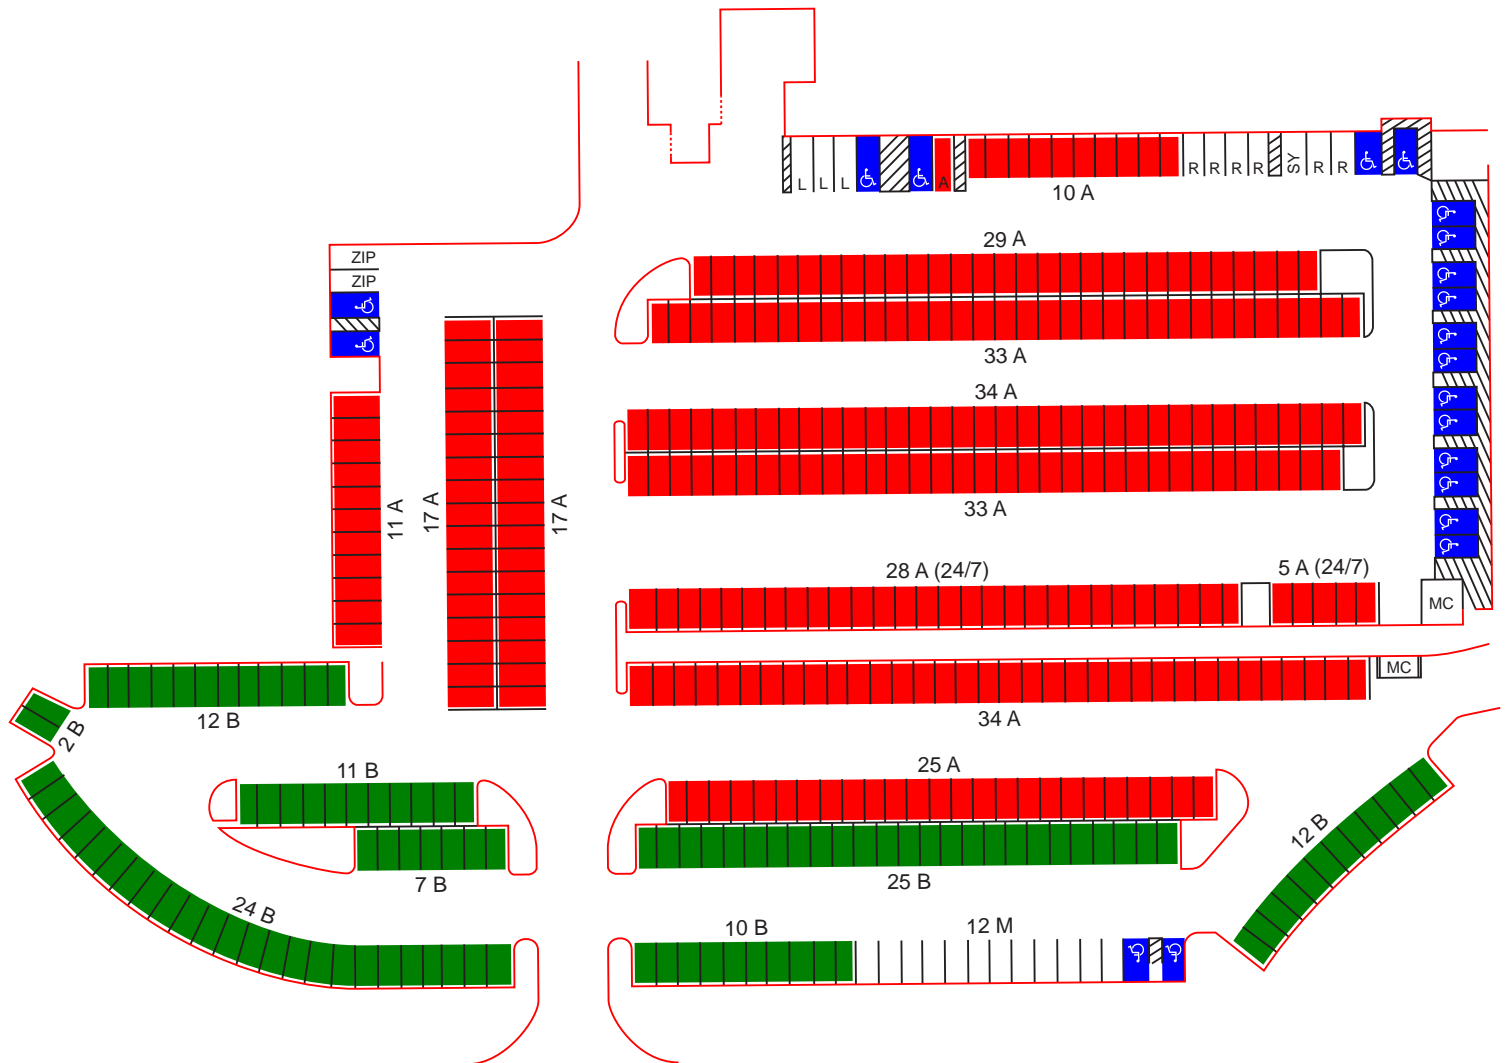 L
L
L
A
10 A
R
R
R
R
SY
R
R
29 A
ZIP
ZIP
33 A
34 A
11 A
17 A
17 A
33 A
28 A (24/7)
5 A (24/7)
MC
MC
12 B
2 B
34 A
11 B
25 A
12 B
7 B
25 B
24 B
10 B
12 M